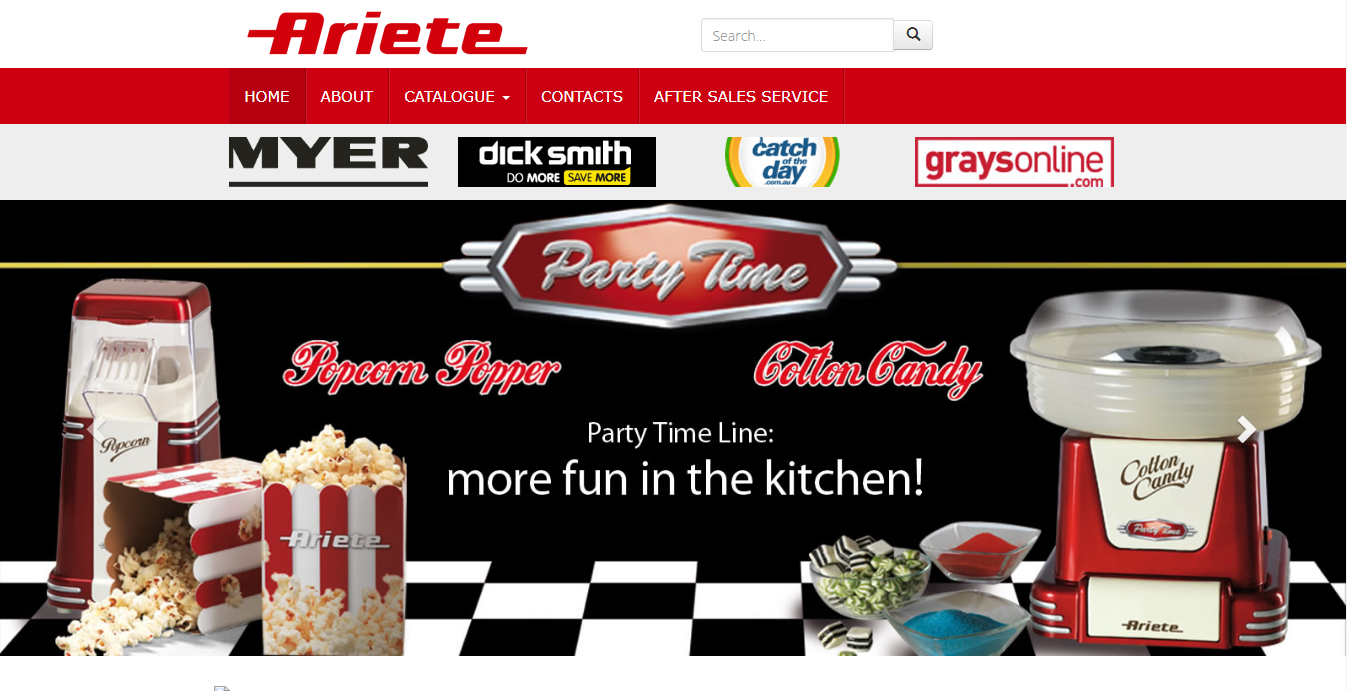 Ariete
Search...
HOME
ABOUT
CATALOGUE
CONTACTS
AFTER SALES SERVICE
MYER
dick smith
DO MORE SAVE MORE
catch
of the
day
.com.au
graysonline
.com
Party Time
Popcorn Popper
Cotton Candy
Party Time Line:
more fun in the kitchen!
Popcorn
Ariete
Cotton
Candy
Party Time
Ariete